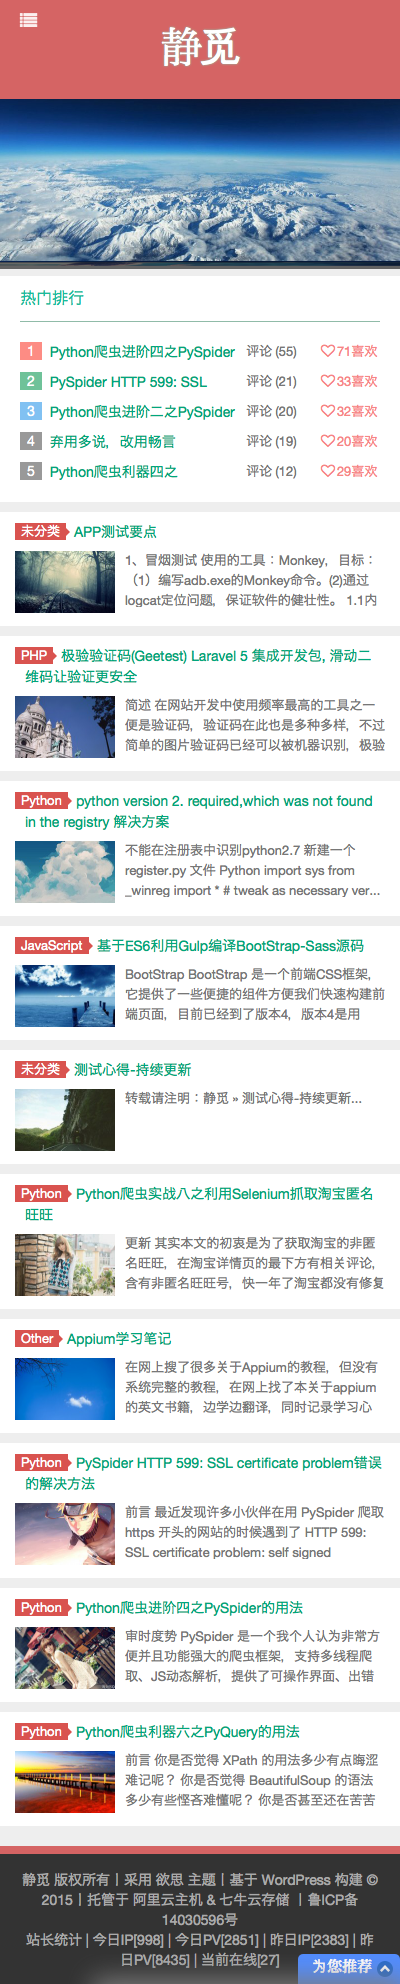 静觅
热门排行
1 Python爬虫进阶四之PySpider 评论 (55) 71喜欢
2 PySpider HTTP 599: SSL 评论 (21) 33喜欢
3 Python爬虫进阶二之PySpider 评论 (20) 32喜欢
4 弃用多说，改用畅言 评论 (19) 20喜欢
5 Python爬虫利器四之 评论 (12) 29喜欢
未分类 APP测试要点
1、冒烟测试 使用的工具：Monkey，目标：
（1）编写adb.exe的Monkey命令。(2)通过
logcat定位问题，保证软件的健壮性。 1.1内
PHP 极验验证码(Geetest) Laravel 5 集成开发包, 滑动二
维码让验证更安全
简述 在网站开发中使用频率最高的工具之一
便是验证码，验证码在此也是多种多样，不过
简单的图片验证码已经可以被机器识别，极验
Python python version 2. required,which was not found
in the registry 解决方案
不能在注册表中识别python2.7 新建一个
register.py 文件 Python import sys from
_winreg import * # tweak as necessary ver...
JavaScript 基于ES6利用Gulp编译BootStrap-Sass源码
BootStrap BootStrap 是一个前端CSS框架,
它提供了一些便捷的组件方便我们快速构建前
端页面，目前已经到了版本4，版本4是用
未分类 测试心得-持续更新
转载请注明：静觅 » 测试心得-持续更新...
Python Python爬虫实战八之利用Selenium抓取淘宝匿名
旺旺
更新 其实本文的初衷是为了获取淘宝的非匿
名旺旺，在淘宝详情页的最下方有相关评论,
含有非匿名旺旺号，快一年了淘宝都没有修复
Other Appium学习笔记
在网上搜了很多关于Appium的教程，但没有
系统完整的教程，在网上找了本关于appium
的英文书籍，边学边翻译，同时记录学习心
Python PySpider HTTP 599: SSL certificate problem错误
的解决方法
前言 最近发现许多小伙伴在用 PySpider 爬取
https 开头的网站的时候遇到了 HTTP 599:
SSL certificate problem: self signed
Python Python爬虫进阶四之PySpider的用法
审时度势 PySpider 是一个我个人认为非常方
便并且功能强大的爬虫框架，支持多线程爬
取、JS动态解析，提供了可操作界面、出错
Python Python爬虫利器六之PyQuery的用法
前言 你是否觉得 XPath 的用法多少有点晦涩
难记呢？ 你是否觉得 BeautifulSoup 的语法
多少有些悭吝难懂呢？ 你是否甚至还在苦苦
静觅 版权所有丨采用 欲思 主题丨基于 WordPress 构建 ©
2015丨托管于 阿里云主机 & 七牛云存储 丨鲁ICP备
14030596号
站长统计 | 今日IP[998] | 今日PV[2851] | 昨日IP[2383] | 昨
日PV[8435] | 当前在线[27]
为您推荐